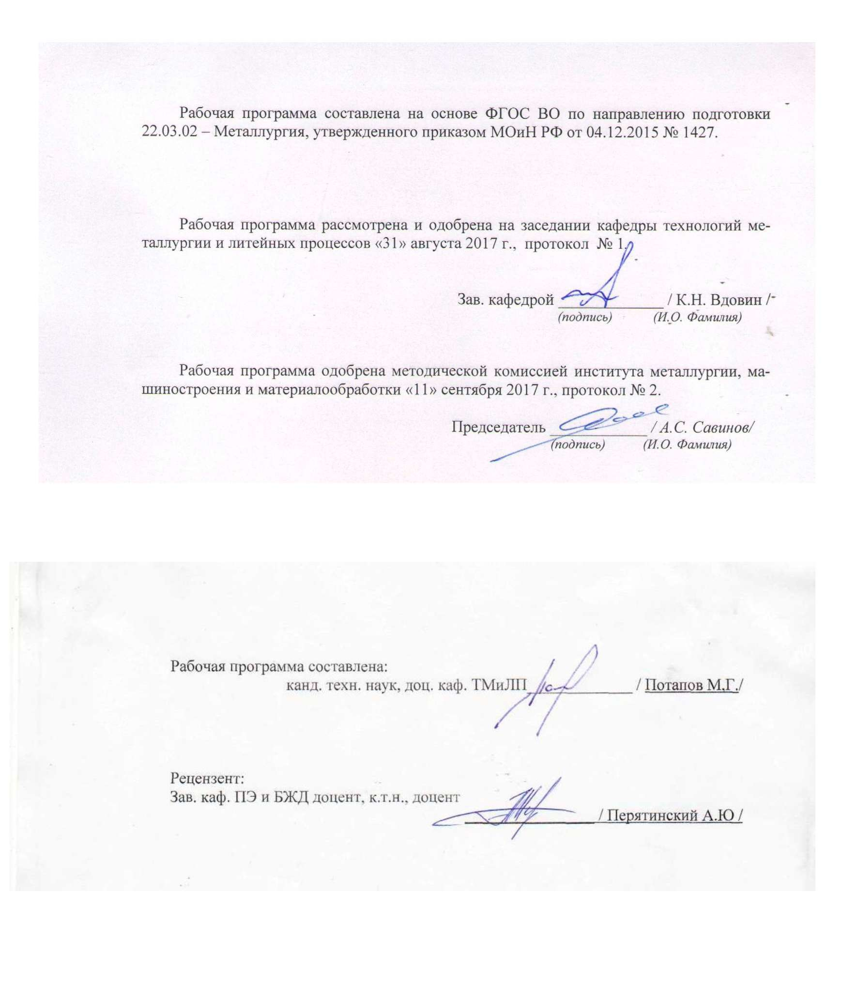 Рабочая программа составлена на основе ФГОС ВО по направлению подготовки
22.03.02 – Металлургия, утвержденного приказом МОиН РФ от 04.12.2015 № 1427.
Рабочая программа рассмотрена и одобрена на заседании кафедры технологий ме-
таллургии и литейных процессов «31» августа 2017 г., протокол № 1.
Зав. кафедрой / К.Н. Вдовин /
(подпись) (И.О. Фамилия)
Рабочая программа одобрена методической комиссией института металлургии, ма-
шиностроения и материалообработки «11» сентября 2017 г., протокол № 2.
Председатель / А.С. Савинов/
(подпись) (И.О. Фамилия)
Рабочая программа составлена:
канд. техн. наук, доц. каф. ТМиЛП / Потапов М.Г./
Рецензент:
Зав. каф. ПЭ и БЖД доцент, к.т.н., доцент
/ Перятинский А.Ю /